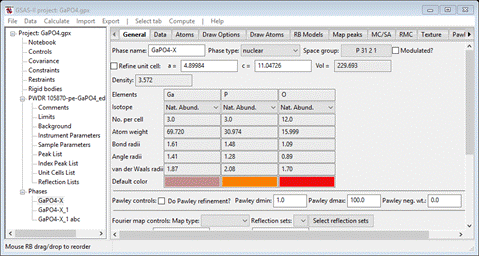 GSAS-II project: GaPO4.gpx
File Data Calculate Import Export | Select tab Compute | Help
Project: GaPO4.gpx
Notebook
Controls
Covariance
Constraints
Restraints
Rigid bodies
PWDR 105870-pe-GaPO4_ed
Comments
Limits
Background
Instrument Parameters
Sample Parameters
Peak List
Index Peak List
Unit Cells List
Reflection Lists
Phases
GaPO4-X
GaPO4-X_1
GaPO4-X_1 abc
Mouse RB drag/drop to reorder
General Data Atoms Draw Options Draw Atoms RB Models Map peaks MC/SA RMC Texture Pawl
Phase name: GaPO4-X Phase type: nuclear Space group: P 31 2 1 Modulated?
Refine unit cell: a = 4.89984 c = 11.04726 Vol = 229.693
Density: 3.572
Elements Ga P O
Isotope Nat. Abund. Nat. Abund. Nat. Abund.
No. per cell 3.0 3.0 12.0
Atom weight 69.720 30.974 15.999
Bond radii 1.61 1.48 1.09
Angle radii 1.41 1.28 0.89
van der Waals radii 1.87 2.08 1.70
Default color
Pawley controls: Do Pawley refinement? Pawley dmin: 1.0 Pawley dmax: 100.0 Pawley neg. wt.: 0.0
Fourier map controls: Map type: Reflection sets: Select reflection sets